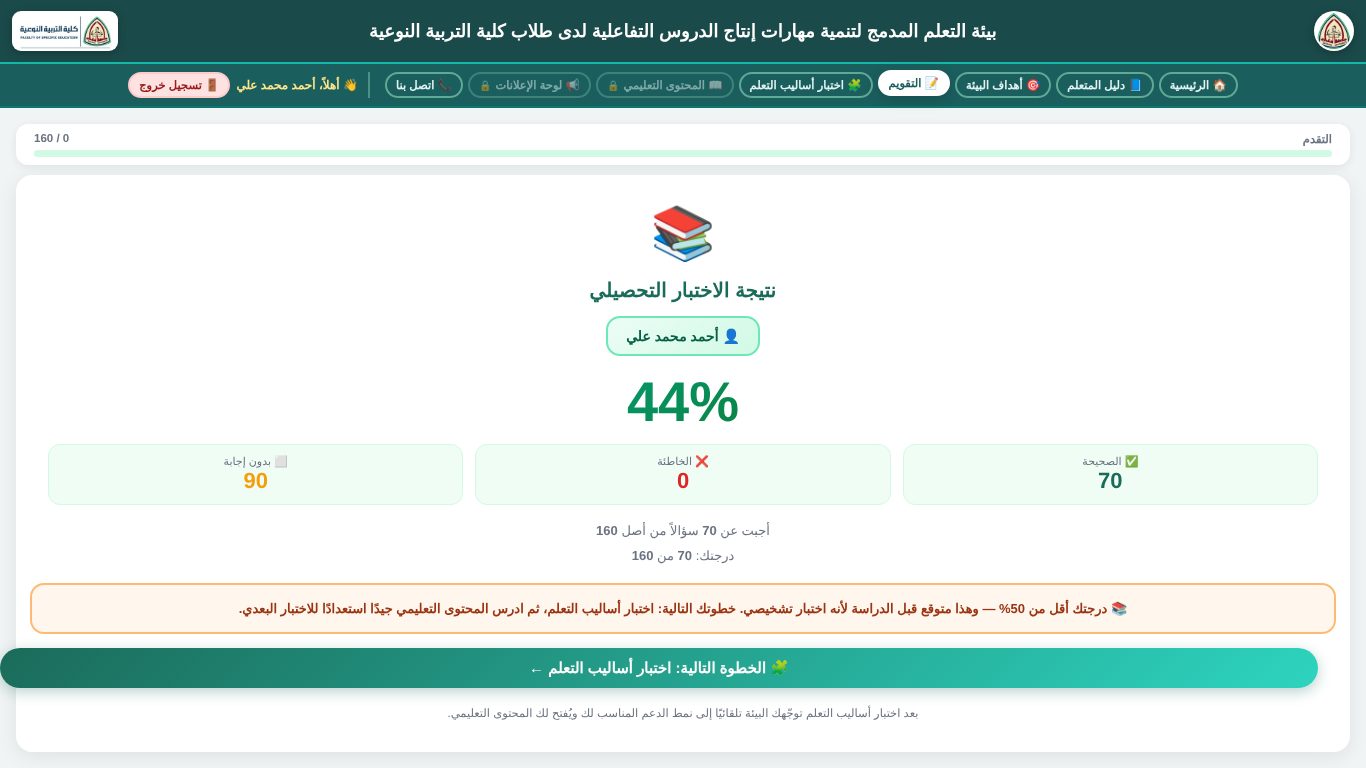 بيئة التعلم المدمج لتنمية مهارات إنتاج الدروس التفاعلية لدى طلاب كلية التربية النوعية
كلية التربية النوعية
FACULTY OF SPECIFIC EDUCATION
🏠 الرئيسية
📘 دليل المتعلم
🎯 أهداف البيئة
📝 التقويم
🧩 اختبار أساليب التعلم
📖 المحتوى التعليمي 🔒
📢 لوحة الإعلانات 🔒
📞 اتصل بنا
👋 أهلاً، أحمد محمد علي
🚪 تسجيل خروج
التقدم
0 / 160
نتيجة الاختبار التحصيلي
👤 أحمد محمد علي
44%
✅ الصحيحة
70
❌ الخاطئة
0
⬜ بدون إجابة
90
أجبت عن 70 سؤالاً من أصل 160
درجتك: 70 من 160
📚 درجتك أقل من 50% — وهذا متوقع قبل الدراسة لأنه اختبار تشخيصي. خطوتك التالية: اختبار أساليب التعلم، ثم ادرس المحتوى التعليمي جيدًا استعدادًا للاختبار البعدي.
🧩 الخطوة التالية: اختبار أساليب التعلم ←
بعد اختبار أساليب التعلم توجّهك البيئة تلقائيًا إلى نمط الدعم المناسب لك ويُفتح لك المحتوى التعليمي.